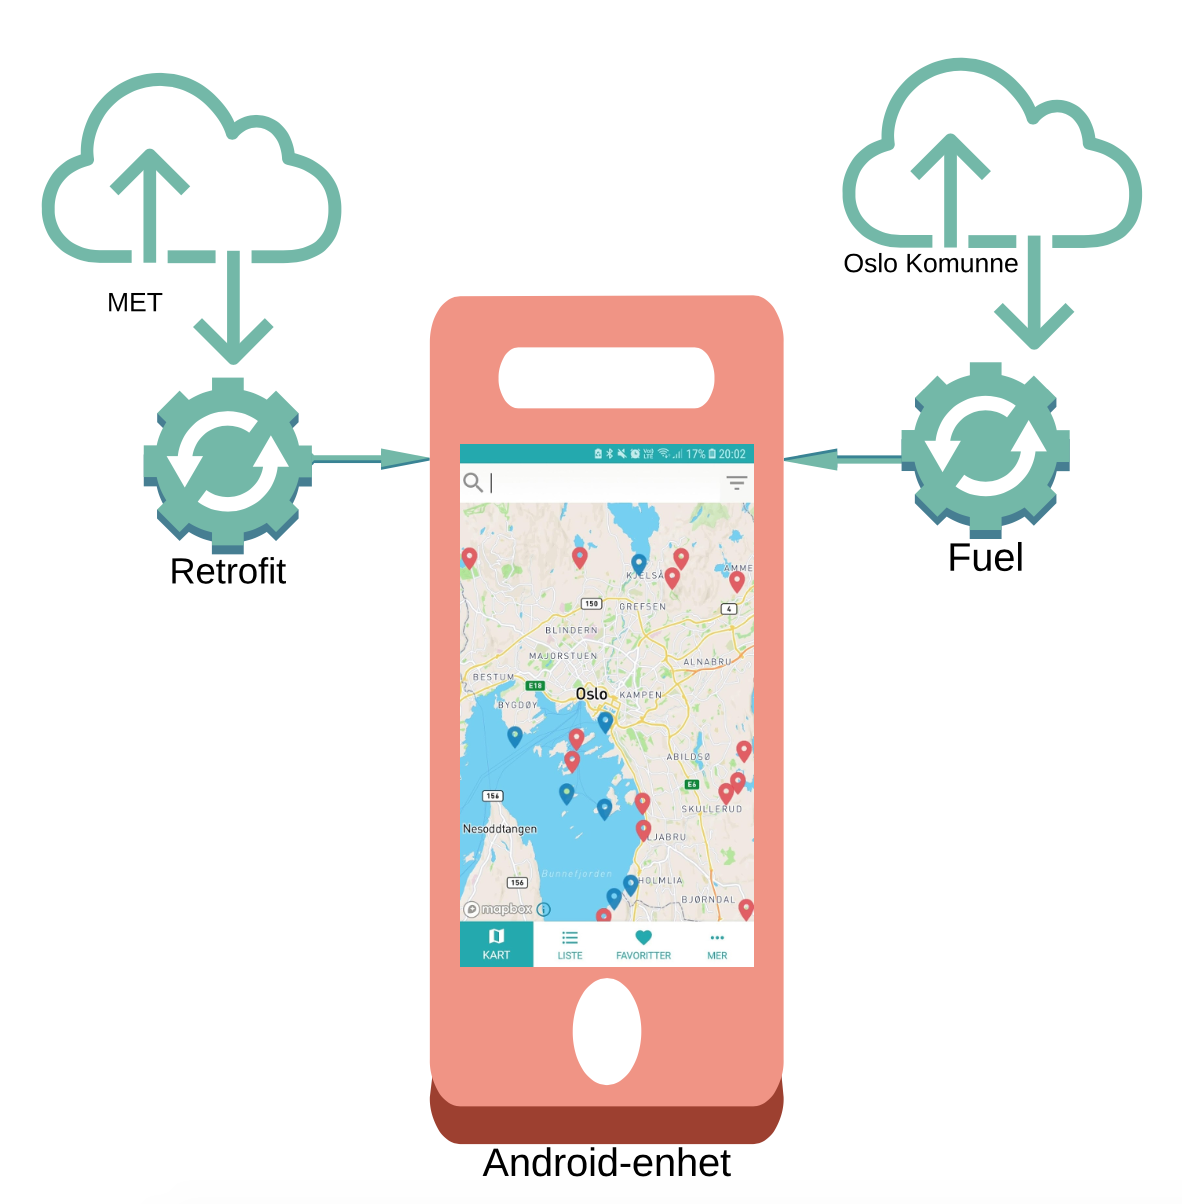 MET
Oslo Komunne
Retrofit
Fuel
17% 20:02
KJELSÅ
AMME
150
GREFSEN
4
BLINDERN
MAJORSTUEN
ALNABRU
BESTUM
E18
Oslo
KAMPEN
BYGDØY
ABILDSØ
E6
156
SKULLERUD
Nesoddtangen
LJABRU
Bunnefjorden
HOLMLIA
156
BJØRNDAL
mapbox
KART
LISTE
FAVORITTER
MER
Android-enhet